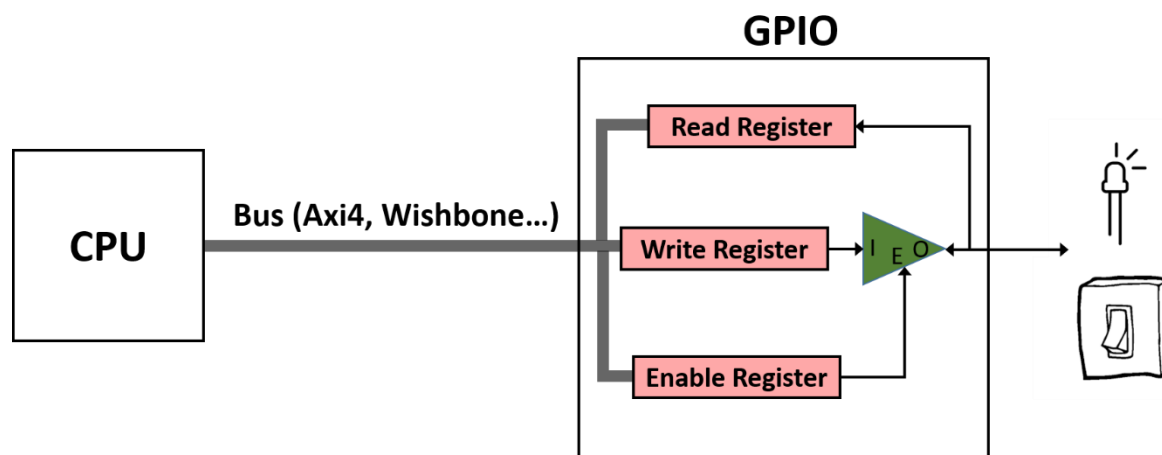 GPIO
Read Register
Bus (Axi4, Wishbone…)
CPU
Write Register
I E O
Enable Register